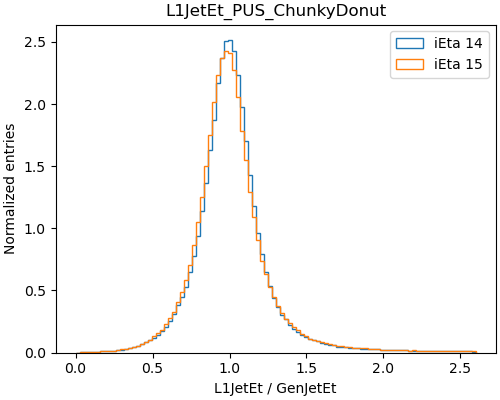 L1JetEt_PUS_ChunkyDonut
iEta 14
iEta 15
Normalized entries
2.5
2.0
1.5
1.0
0.5
0.0
0.0 0.5 1.0 1.5 2.0 2.5
L1JetEt / GenJetEt